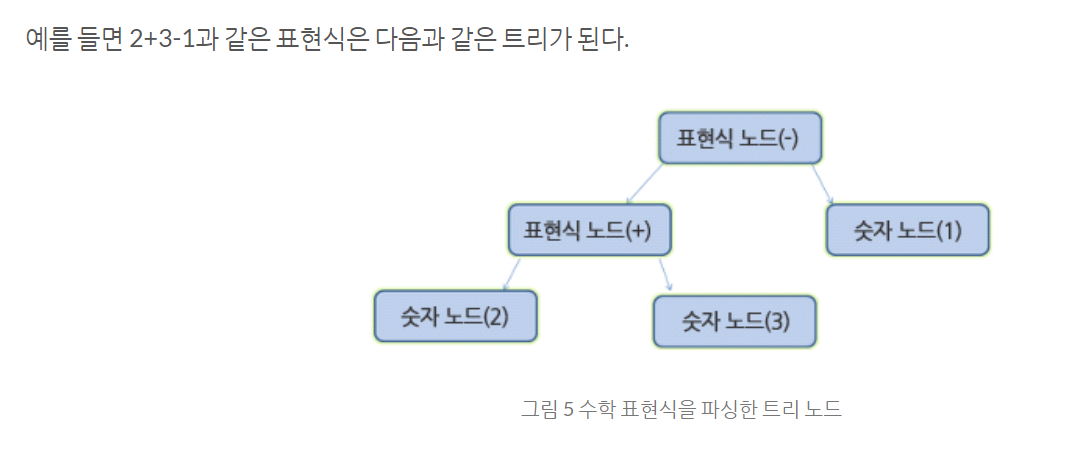 예를 들면 2+3-1과 같은 표현식은 다음과 같은 트리가 된다.
표현식 노드(-)
표현식 노드(+)
숫자 노드(1)
숫자 노드(2)
숫자 노드(3)
그림 5 수학 표현식을 파싱한 트리 노드